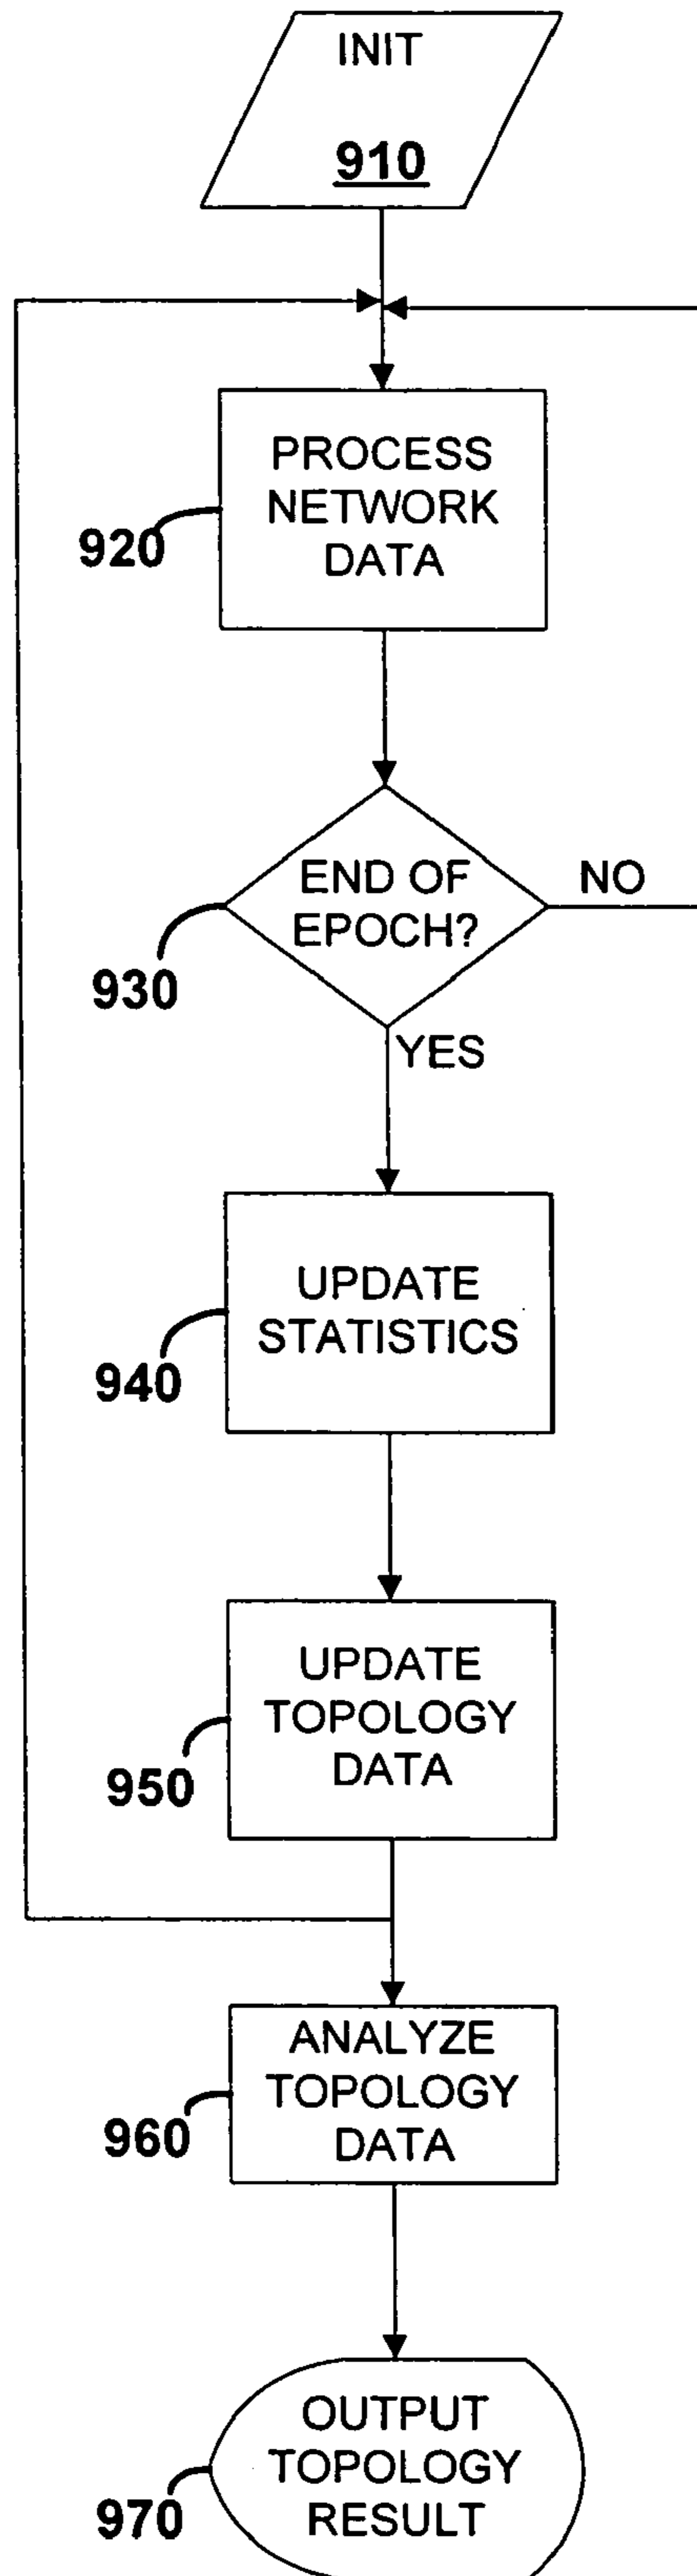 INIT
910
PROCESS
NETWORK
DATA
920
END OF
EPOCH?
NO
930
YES
UPDATE
STATISTICS
940
UPDATE
TOPOLOGY
DATA
950
ANALYZE
TOPOLOGY
DATA
960
OUTPUT
TOPOLOGY
RESULT
970